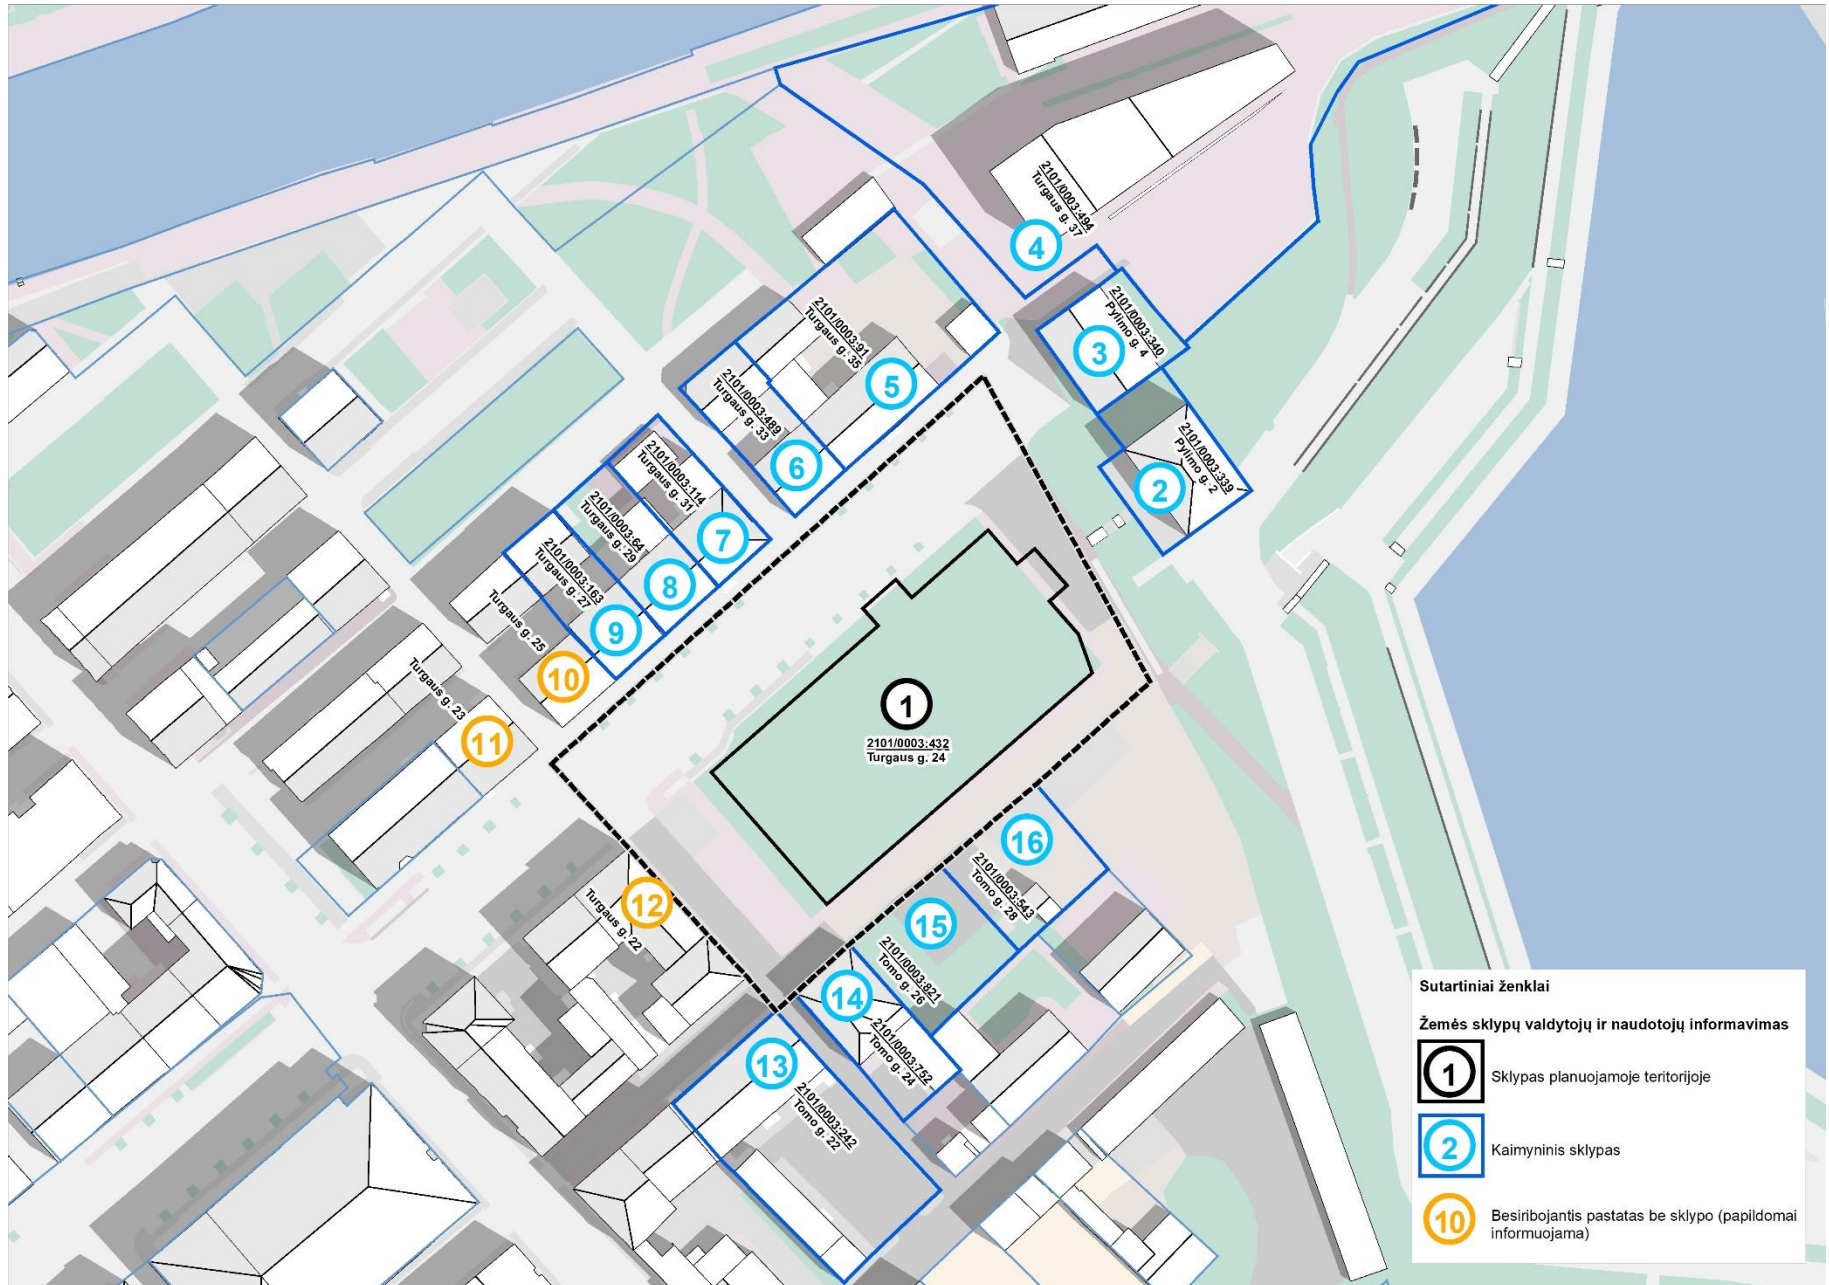 2101/0003:494
Turgaus g. 37
4
2101/0003:340
Pylimo g. 4
3
2101/0003:91
Turgaus g. 35
5
2101/0003:489
Turgaus g. 33
6
2101/0003:339
Pylimo g. 2
2
2101/0003:114
Turgaus g. 31
7
2101/0003:64
Turgaus g. 29
8
2101/0003:163
Turgaus g. 27
9
Turgaus g. 25
10
Turgaus g. 23
11
1
2101/0003:432
Turgaus g. 24
12
Turgaus g. 22
16
2101/0003:543
Tomo g. 28
15
2101/0003:821
Tomo g. 26
14
2101/0003:752
Tomo g. 24
13
2101/0003:242
Tomo g. 22
Sutartiniai ženklai
Žemės sklypų valdytojų ir naudotojų informavimas
1
Sklypas planuojamoje teritorijoje
2
Kaimyninis sklypas
10
Besiribojantis pastatas be sklypo (papildomai
informuojama)